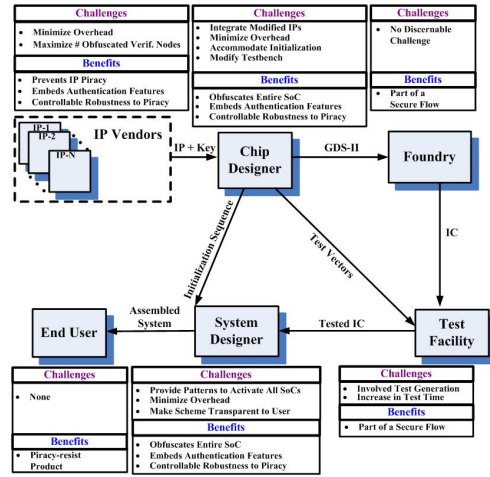 Challenges
• Minimize Overhead
• Maximize # Obfuscated Verif. Nodes
Benefits
• Prevents IP Piracy
• Embeds Authentication Features
• Controllable Robustness to Piracy
Challenges
• Integrate Modified IPs
• Minimize Overhead
• Accommodate Initialization
• Modify Testbench
Benefits
• Obfuscates Entire SoC
• Embeds Authentication Features
• Controllable Robustness to Piracy
Challenges
• No Discernable
Challenge
Benefits
• Part of a
Secure Flow
IP-1
IP-2
IP-N
IP Vendors
IP + Key
Chip
Designer
GDS-II
Foundry
Initialization Sequence
Test Vectors
IC
End User
Assembled
System
System
Designer
Tested IC
Test
Facility
Challenges
• None
Benefits
• Piracy-resist
Product
Challenges
• Provide Patterns to Activate All SoCs
• Minimize Overhead
• Make Scheme Transparent to User
Benefits
• Obfuscates Entire SoC
• Embeds Authentication Features
• Controllable Robustness to Piracy
Challenges
• Involved Test Generation
• Increase in Test Time
Benefits
• Part of a Secure Flow